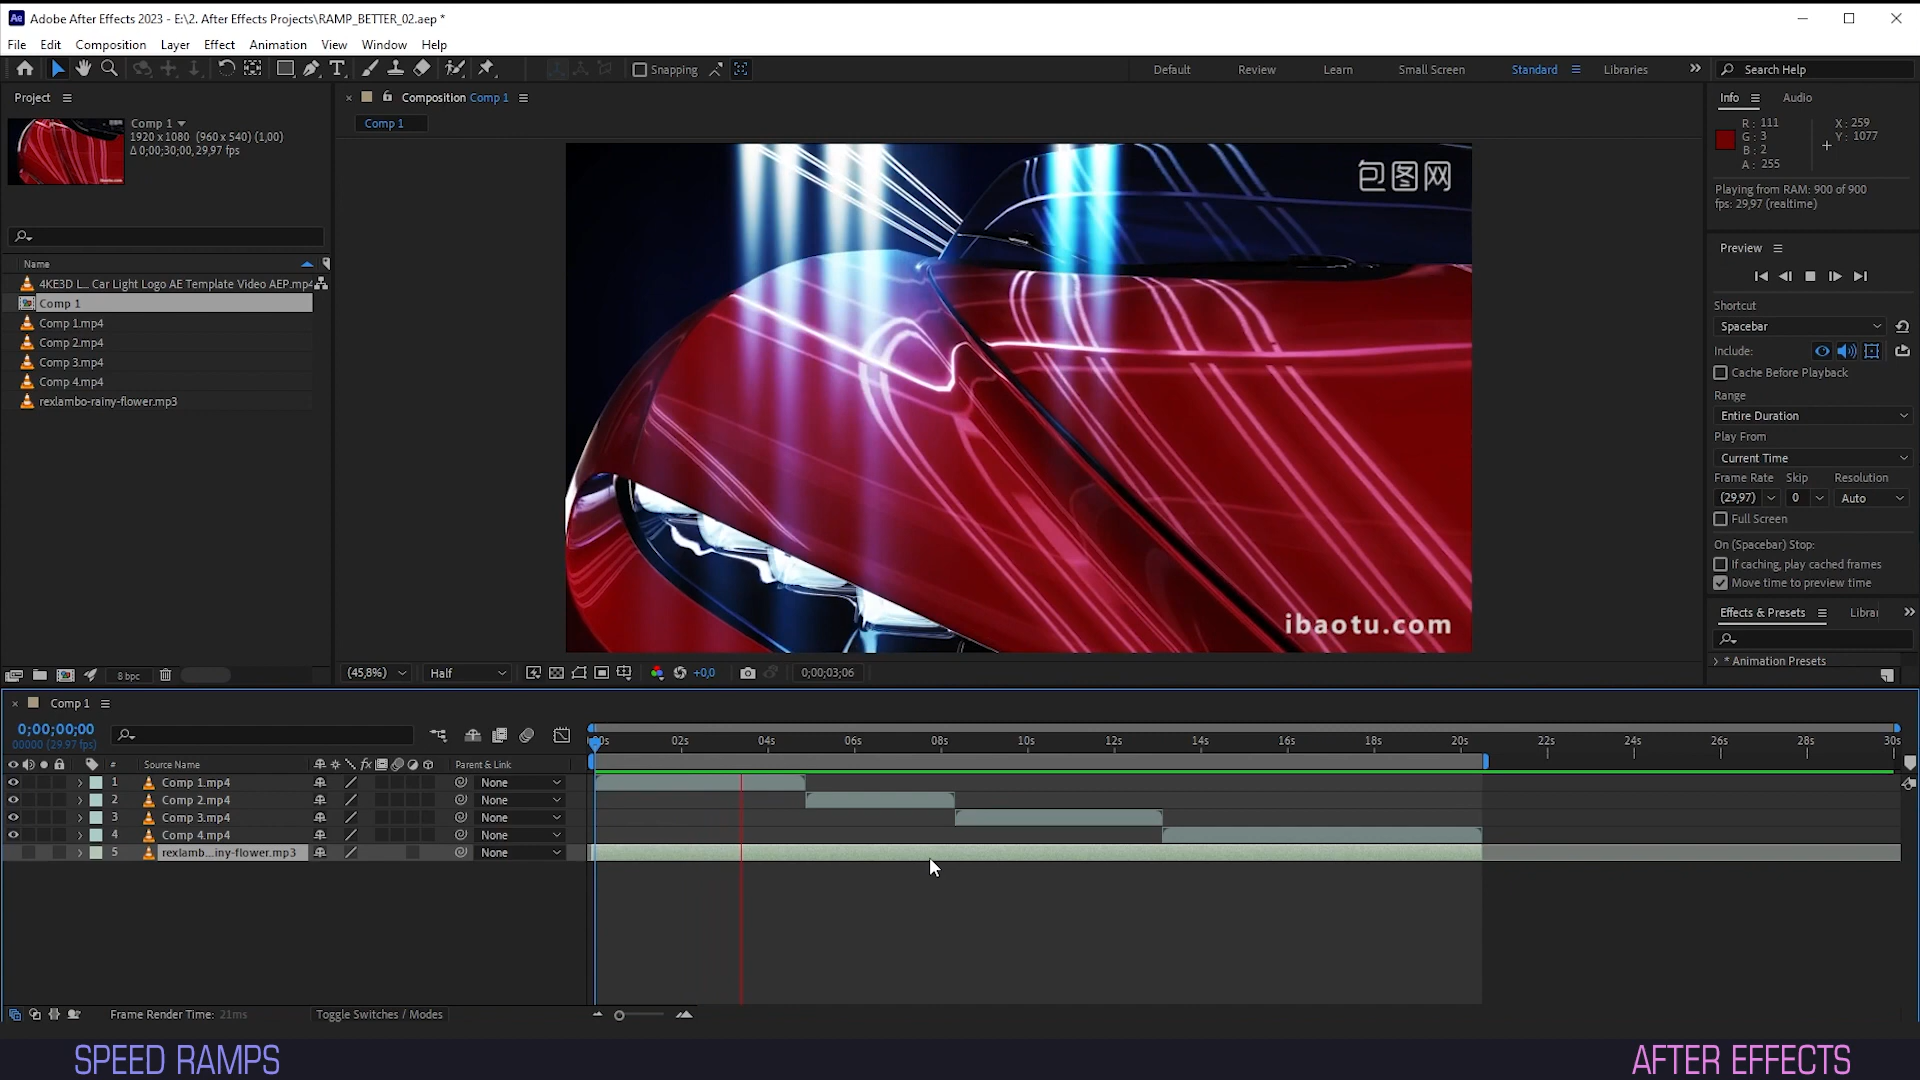 Adobe After Effects 2023 - E:\2. After Effects Projects\RAMP_BETTER_02.aep *
File Edit Composition Layer Effect Animation View Window Help
Snapping
Default Review Learn Small Screen Standard Libraries
Search Help
Project
Comp 1
1920 x 1080 (960 x 540) (1,00)
Δ 0;00;30;00, 29,97 fps
Name
4KE3D L... Car Light Logo AE Template Video AEP.mp4
Comp 1
Comp 1.mp4
Comp 2.mp4
Comp 3.mp4
Comp 4.mp4
rexlambo-rainy-flower.mp3
8 bpc
Composition Comp 1
Comp 1
包图网
ibaotu.com
(45,8%) Half +0,0 0;00;03;06
Info Audio
R: 111
G: 3
B: 2
A: 255
X: 259
Y: 1077
Playing from RAM: 900 of 900
fps: 29,97 (realtime)
Preview
Shortcut
Spacebar
Include:
Cache Before Playback
Range
Entire Duration
Play From
Current Time
Frame Rate Skip Resolution
(29,97) 0 Auto
Full Screen
On (Spacebar) Stop:
If caching, play cached frames
Move time to preview time
Effects & Presets Librar
* Animation Presets
Comp 1
0;00;00;00
00000 (29.97 fps)
02s 04s 06s 08s 10s 12s 14s 16s 18s 20s 22s 24s 26s 28s 30s
# Source Name fx Parent & Link
1 Comp 1.mp4 None
2 Comp 2.mp4 None
3 Comp 3.mp4 None
4 Comp 4.mp4 None
5 rexlamb...iny-flower.mp3 None
Frame Render Time: 21ms Toggle Switches / Modes
SPEED RAMPS
AFTER EFFECTS